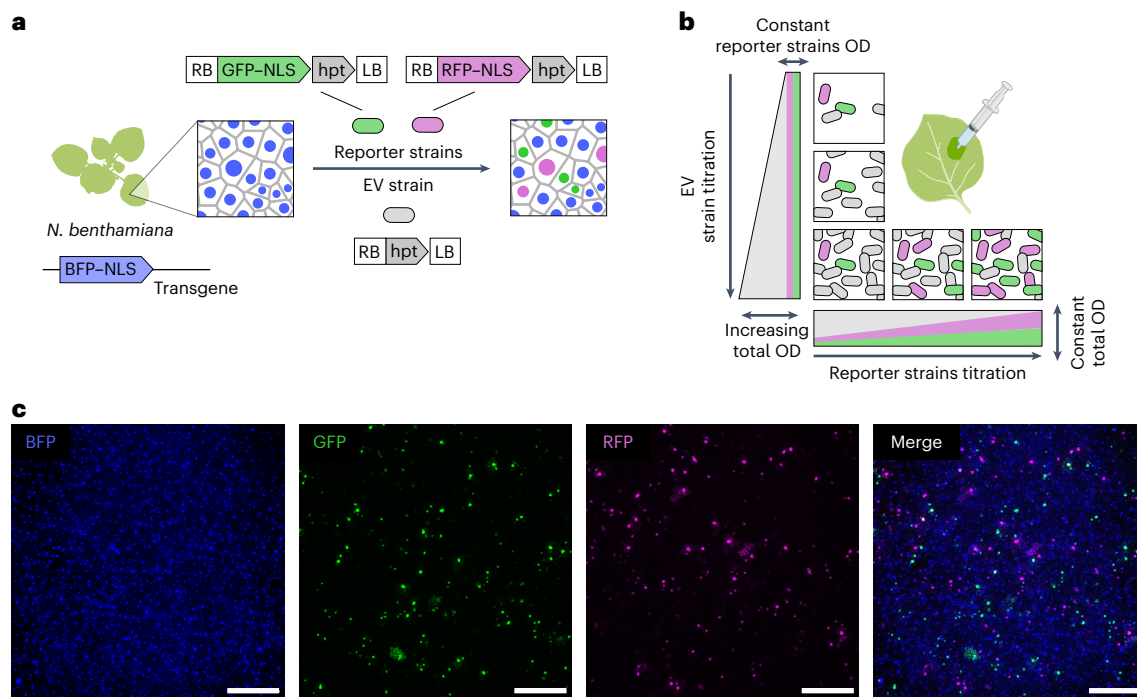 a
RB GFP–NLS hpt LB
RB RFP–NLS hpt LB
Reporter strains
EV strain
RB hpt LB
N. benthamiana
BFP–NLS
Transgene
b
Constant
reporter strains OD
EV
strain titration
Increasing
total OD
Constant
total OD
Reporter strains titration
c
BFP
GFP
RFP
Merge